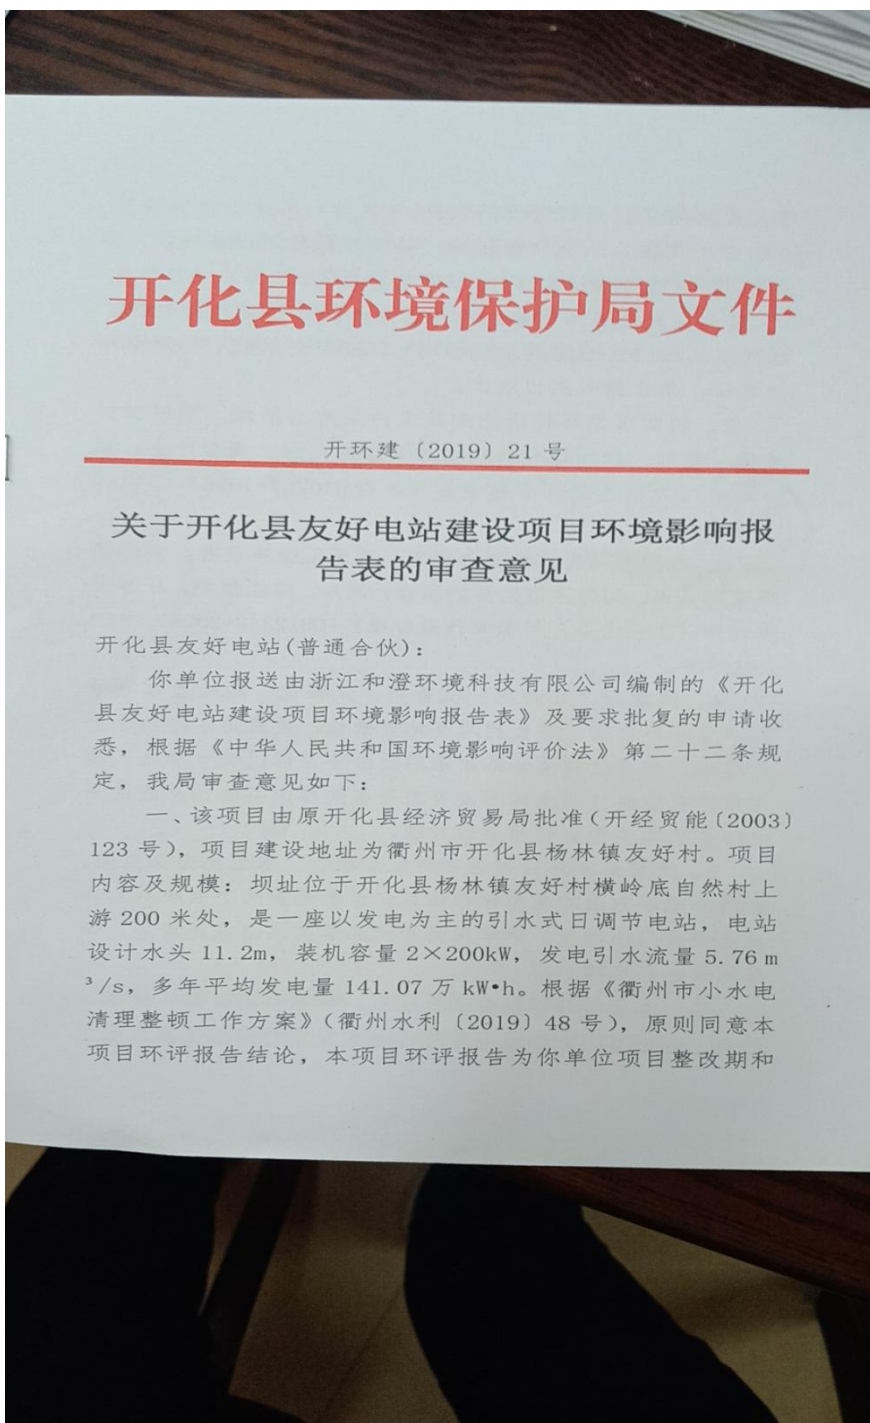 开化县环境保护局文件
开环建〔2019〕21号
关于开化县友好电站建设项目环境影响报
告表的审查意见
开化县友好电站(普通合伙)：
你单位报送由浙江和澄环境科技有限公司编制的《开化
县友好电站建设项目环境影响报告表》及要求批复的申请收
悉，根据《中华人民共和国环境影响评价法》第二十二条规
定，我局审查意见如下：
一、该项目由原开化县经济贸易局批准(开经贸能〔2003〕
123号)，项目建设地址为衢州市开化县杨林镇友好村。项目
内容及规模：坝址位于开化县杨林镇友好村横岭底自然村上
游200米处，是一座以发电为主的引水式日调节电站，电站
设计水头11.2m，装机容量2×200kW，发电引水流量5.76m
³/s，多年平均发电量141.07万kW•h。根据《衢州市小水电
清理整顿工作方案》(衢州水利〔2019〕48号)，原则同意本
项目环评报告结论，本项目环评报告为你单位项目整改期和